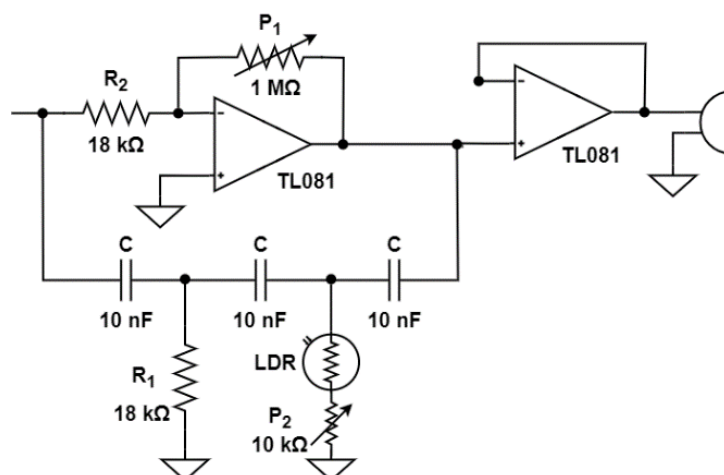 P1
1 MΩ
R2
18 kΩ
-
+
TL081
-
+
TL081
C
10 nF
C
10 nF
C
10 nF
R1
18 kΩ
LDR
P2
10 kΩ